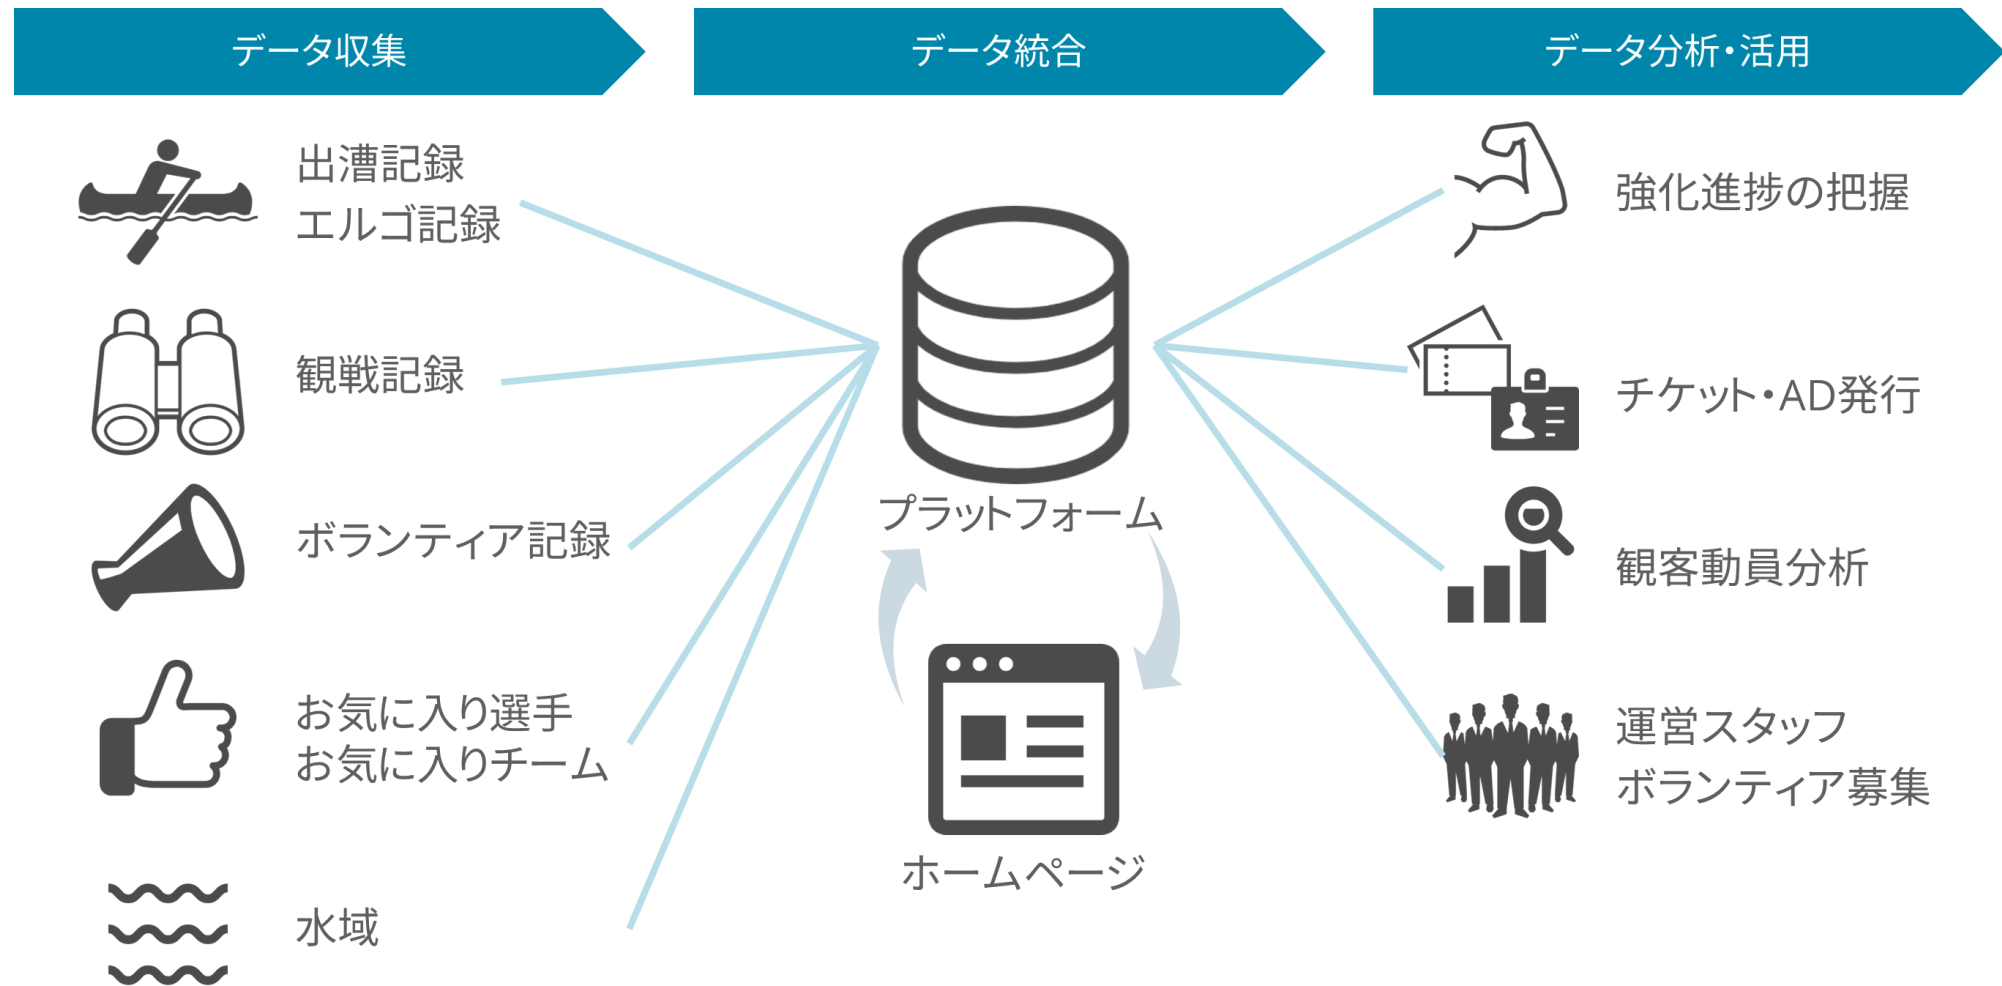 データ収集
データ統合
データ分析・活用
出漕記録
エルゴ記録
観戦記録
ボランティア記録
お気に入り選手
お気に入りチーム
水域
プラットフォーム
ホームページ
強化進捗の把握
チケット・AD発行
観客動員分析
運営スタッフ
ボランティア募集